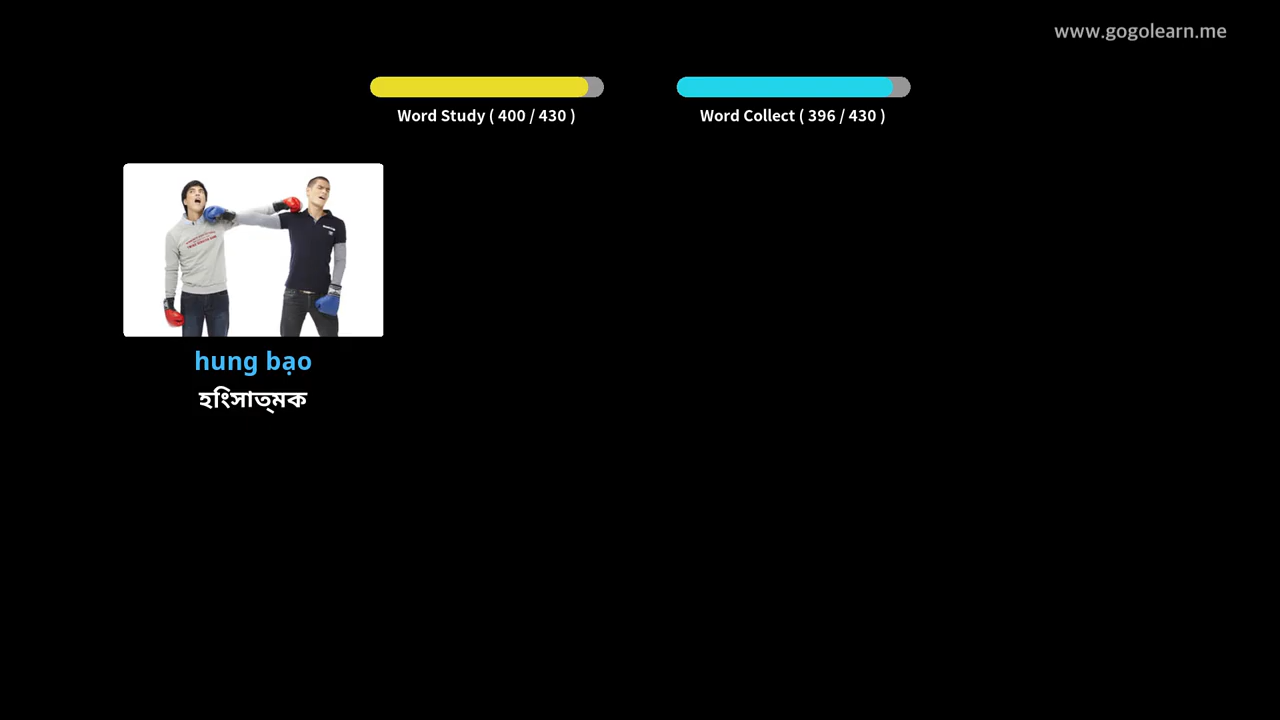 www.gogolearn.me
Word Study ( 400 / 430 )
Word Collect ( 396 / 430 )
hung bạo
হিংসাত্মক